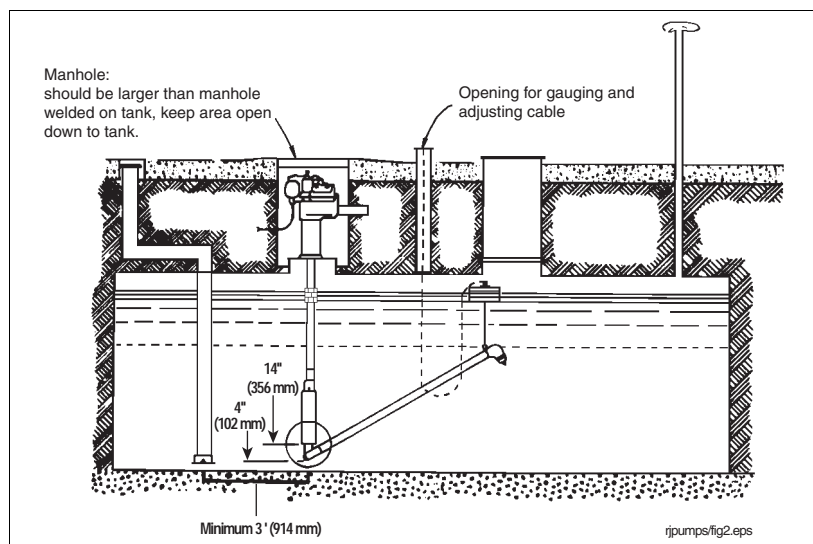 Manhole:
should be larger than manhole
welded on tank, keep area open
down to tank.
Opening for gauging and
adjusting cable
14"
(356 mm)
4"
(102 mm)
Minimum 3 ' (914 mm)
rjpumps/fig2.eps